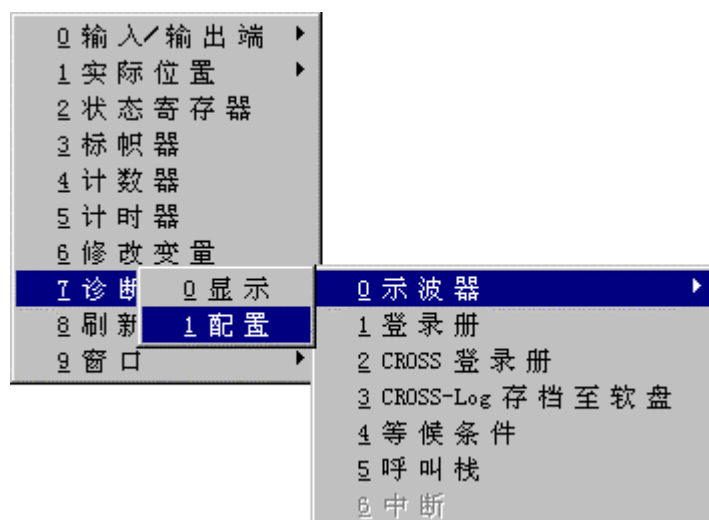 0 输入/输出端
1 实际位置
2 状态寄存器
3 标帜器
4 计数器
5 计时器
6 修改变量
7 诊断
8 刷新
9 窗口
0 显示
1 配置
0 示波器
1 登录册
2 CROSS 登录册
3 CROSS-Log 存档至软盘
4 等候条件
5 呼叫栈
6 中断